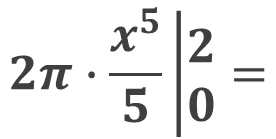 2π · x⁵/5 |₀² =